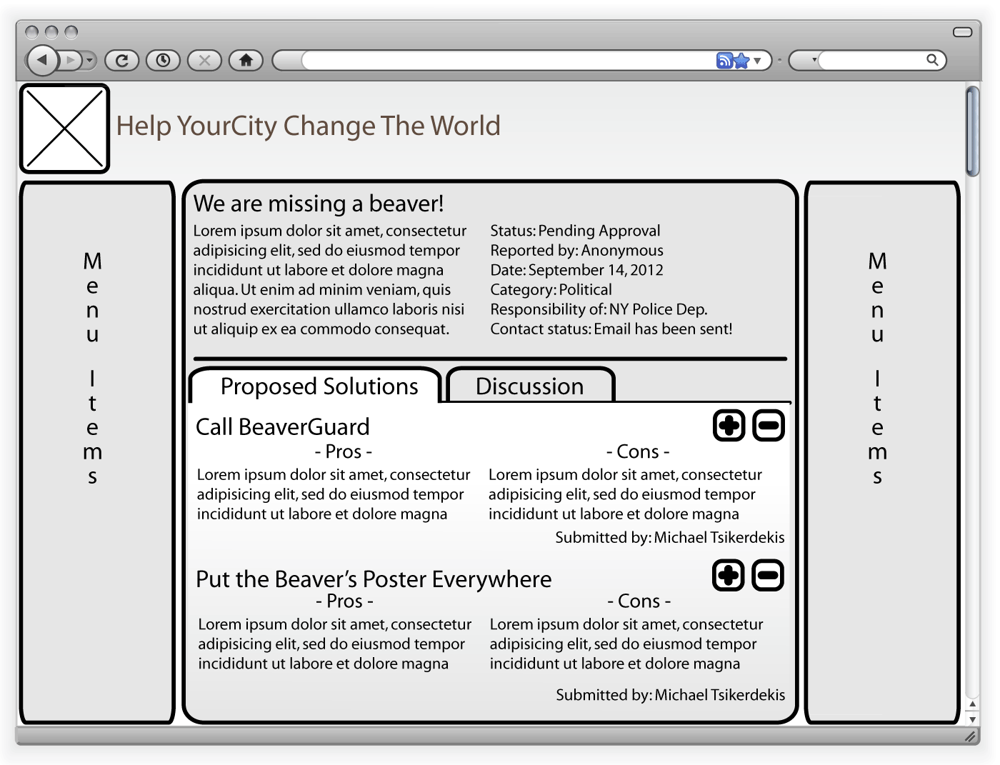 Help YourCity Change The World
Menu Items
We are missing a beaver!
Lorem ipsum dolor sit amet, consectetur
adipisicing elit, sed do eiusmod tempor
incididunt ut labore et dolore magna
aliqua. Ut enim ad minim veniam, quis
nostrud exercitation ullamco laboris nisi
ut aliquip ex ea commodo consequat.
Status: Pending Approval
Reported by: Anonymous
Date: September 14, 2012
Category: Political
Responsibility of: NY Police Dep.
Contact status: Email has been sent!
Proposed Solutions
Discussion
Call BeaverGuard
- Pros -
Lorem ipsum dolor sit amet, consectetur
adipisicing elit, sed do eiusmod tempor
incididunt ut labore et dolore magna
- Cons -
Lorem ipsum dolor sit amet, consectetur
adipisicing elit, sed do eiusmod tempor
incididunt ut labore et dolore magna
Submitted by: Michael Tsikerdekis
Put the Beaver’s Poster Everywhere
- Pros -
Lorem ipsum dolor sit amet, consectetur
adipisicing elit, sed do eiusmod tempor
incididunt ut labore et dolore magna
- Cons -
Lorem ipsum dolor sit amet, consectetur
adipisicing elit, sed do eiusmod tempor
incididunt ut labore et dolore magna
Submitted by: Michael Tsikerdekis
Menu Items